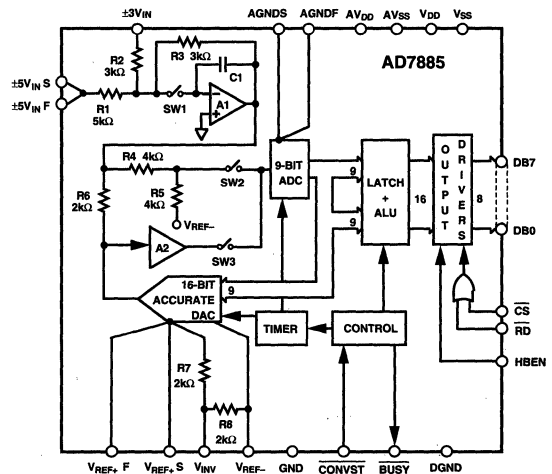 ±3VIN
AGNDS
AGNDF
AVDD
AVSS
VDD
VSS
AD7885
R2
3kΩ
R3 3kΩ
C1
±5VIN S
±5VIN F
R1
5kΩ
SW1
A1
R4 4kΩ
SW2
R6
2kΩ
R5
4kΩ
VREF–
A2
SW3
9-BIT
ADC
9
9
LATCH
+
ALU
16
OUTPUT
DRIVERS
8
DB7
DB0
16-BIT
ACCURATE
DAC
9
TIMER
CONTROL
CS
RD
HBEN
R7
2kΩ
R8
2kΩ
VREF+ F
VREF+ S
VINV
VREF–
GND
CONVST
BUSY
DGND